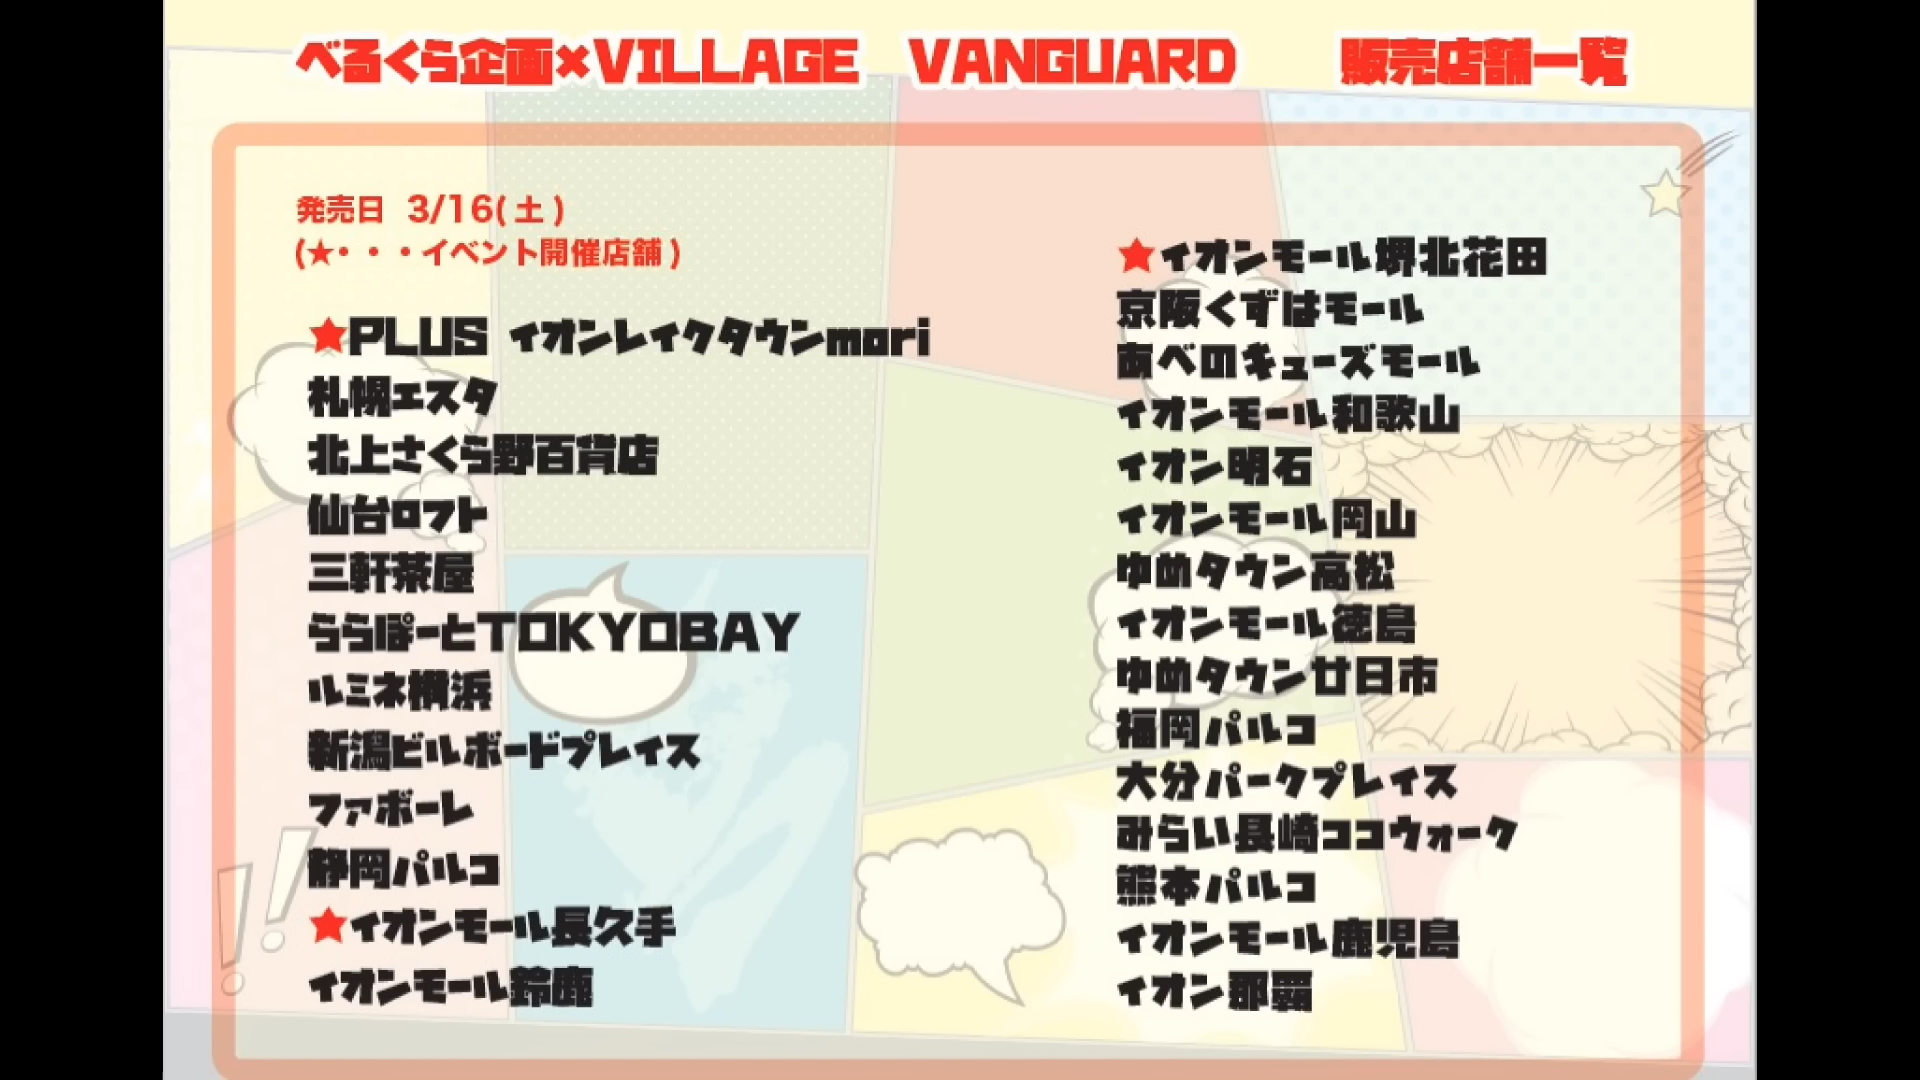 べるくら企画×VILLAGE VANGUARD 販売店舗一覧
発売日 3/16(土)
(★・・・イベント開催店舗)
★PLUS イオンレイクタウンmori
札幌エスタ
北上さくら野百貨店
仙台ロフト
三軒茶屋
ららぽーとTOKYOBAY
ルミネ横浜
新潟ビルボードプレイス
ファボーレ
静岡パルコ
★イオンモール長久手
イオンモール鈴鹿
★イオンモール堺北花田
京阪くずはモール
あべのキューズモール
イオンモール和歌山
イオン明石
イオンモール岡山
ゆめタウン高松
イオンモール徳島
ゆめタウン廿日市
福岡パルコ
大分パークプレイス
みらい長崎ココウォーク
熊本パルコ
イオンモール鹿児島
イオン那覇
!!